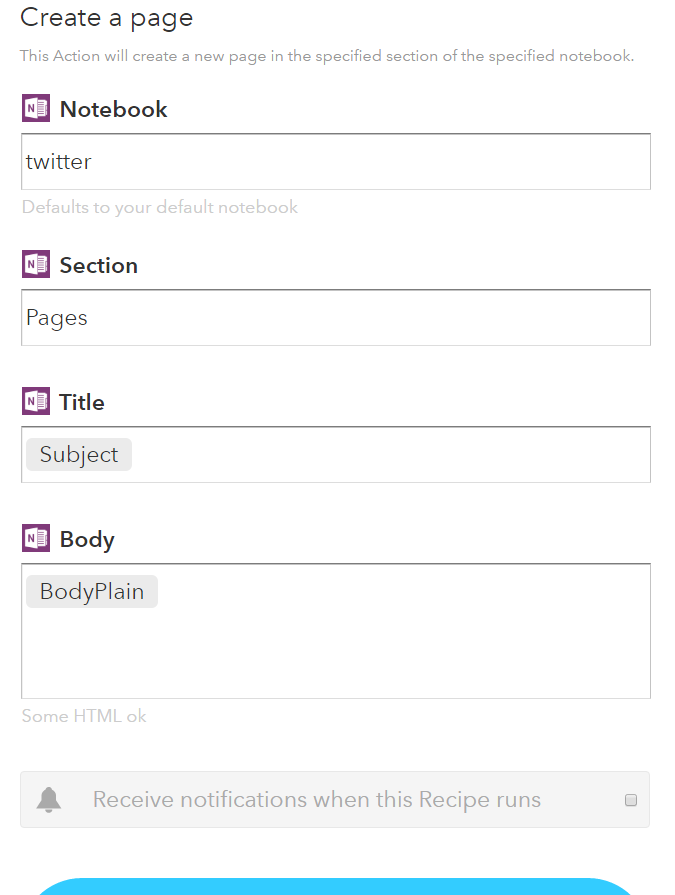 Create a page
This Action will create a new page in the specified section of the specified notebook.
N Notebook
twitter
Defaults to your default notebook
N Section
Pages
N Title
Subject
N Body
BodyPlain
Some HTML ok
Receive notifications when this Recipe runs